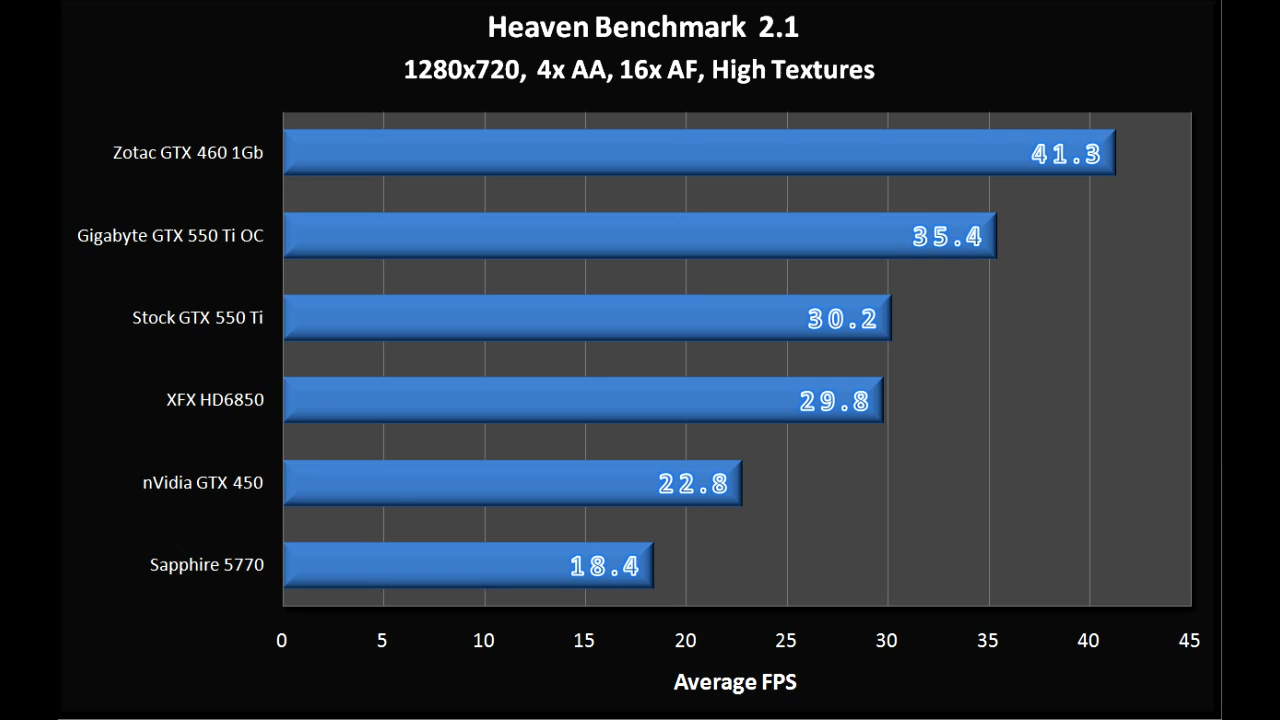 Heaven Benchmark 2.1
1280x720, 4x AA, 16x AF, High Textures
Zotac GTX 460 1Gb
41.3
Gigabyte GTX 550 Ti OC
35.4
Stock GTX 550 Ti
30.2
XFX HD6850
29.8
nVidia GTX 450
22.8
Sapphire 5770
18.4
0 5 10 15 20 25 30 35 40 45
Average FPS